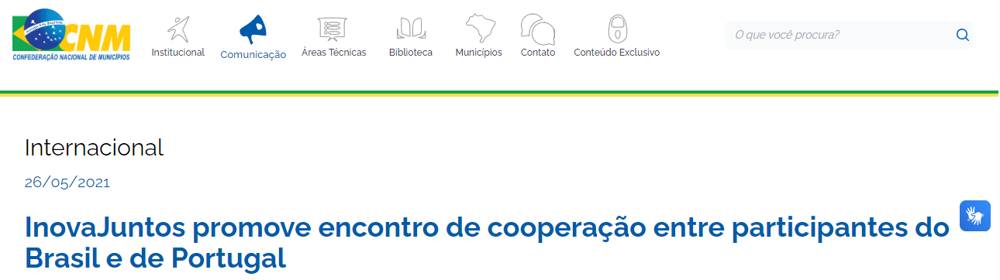 CNM
CONFEDERAÇÃO NACIONAL DE MUNICÍPIOS
Institucional
Comunicação
Áreas Técnicas
Biblioteca
Municípios
Contato
Conteúdo Exclusivo
O que você procura?
Internacional
26/05/2021
InovaJuntos promove encontro de cooperação entre participantes do
Brasil e de Portugal